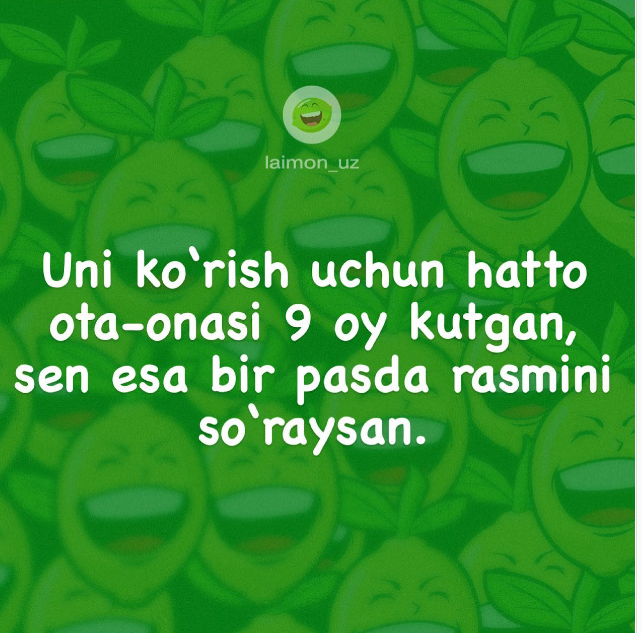 laimon_uz
Uni ko‘rish uchun hatto
ota-onasi 9 oy kutgan,
sen esa bir pasda rasmini
so‘raysan.